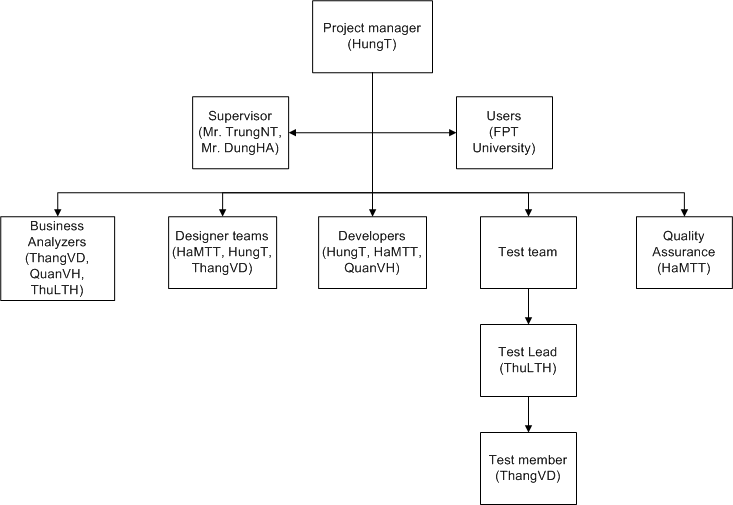 Project manager
(HungT)
Supervisor
(Mr. TrungNT,
Mr. DungHA)
Users
(FPT
University)
Business
Analyzers
(ThangVD,
QuanVH,
ThuLTH)
Designer teams
(HaMTT, HungT,
ThangVD)
Developers
(HungT, HaMTT,
QuanVH)
Test team
Quality
Assurance
(HaMTT)
Test Lead
(ThuLTH)
Test member
(ThangVD)